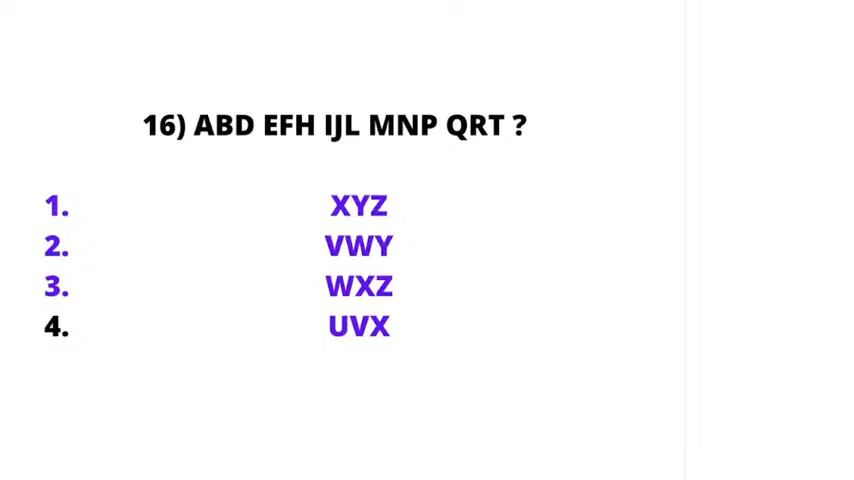 16) ABD EFH IJL MNP QRT ?
1. XYZ
2. VWY
3. WXZ
4. UVX